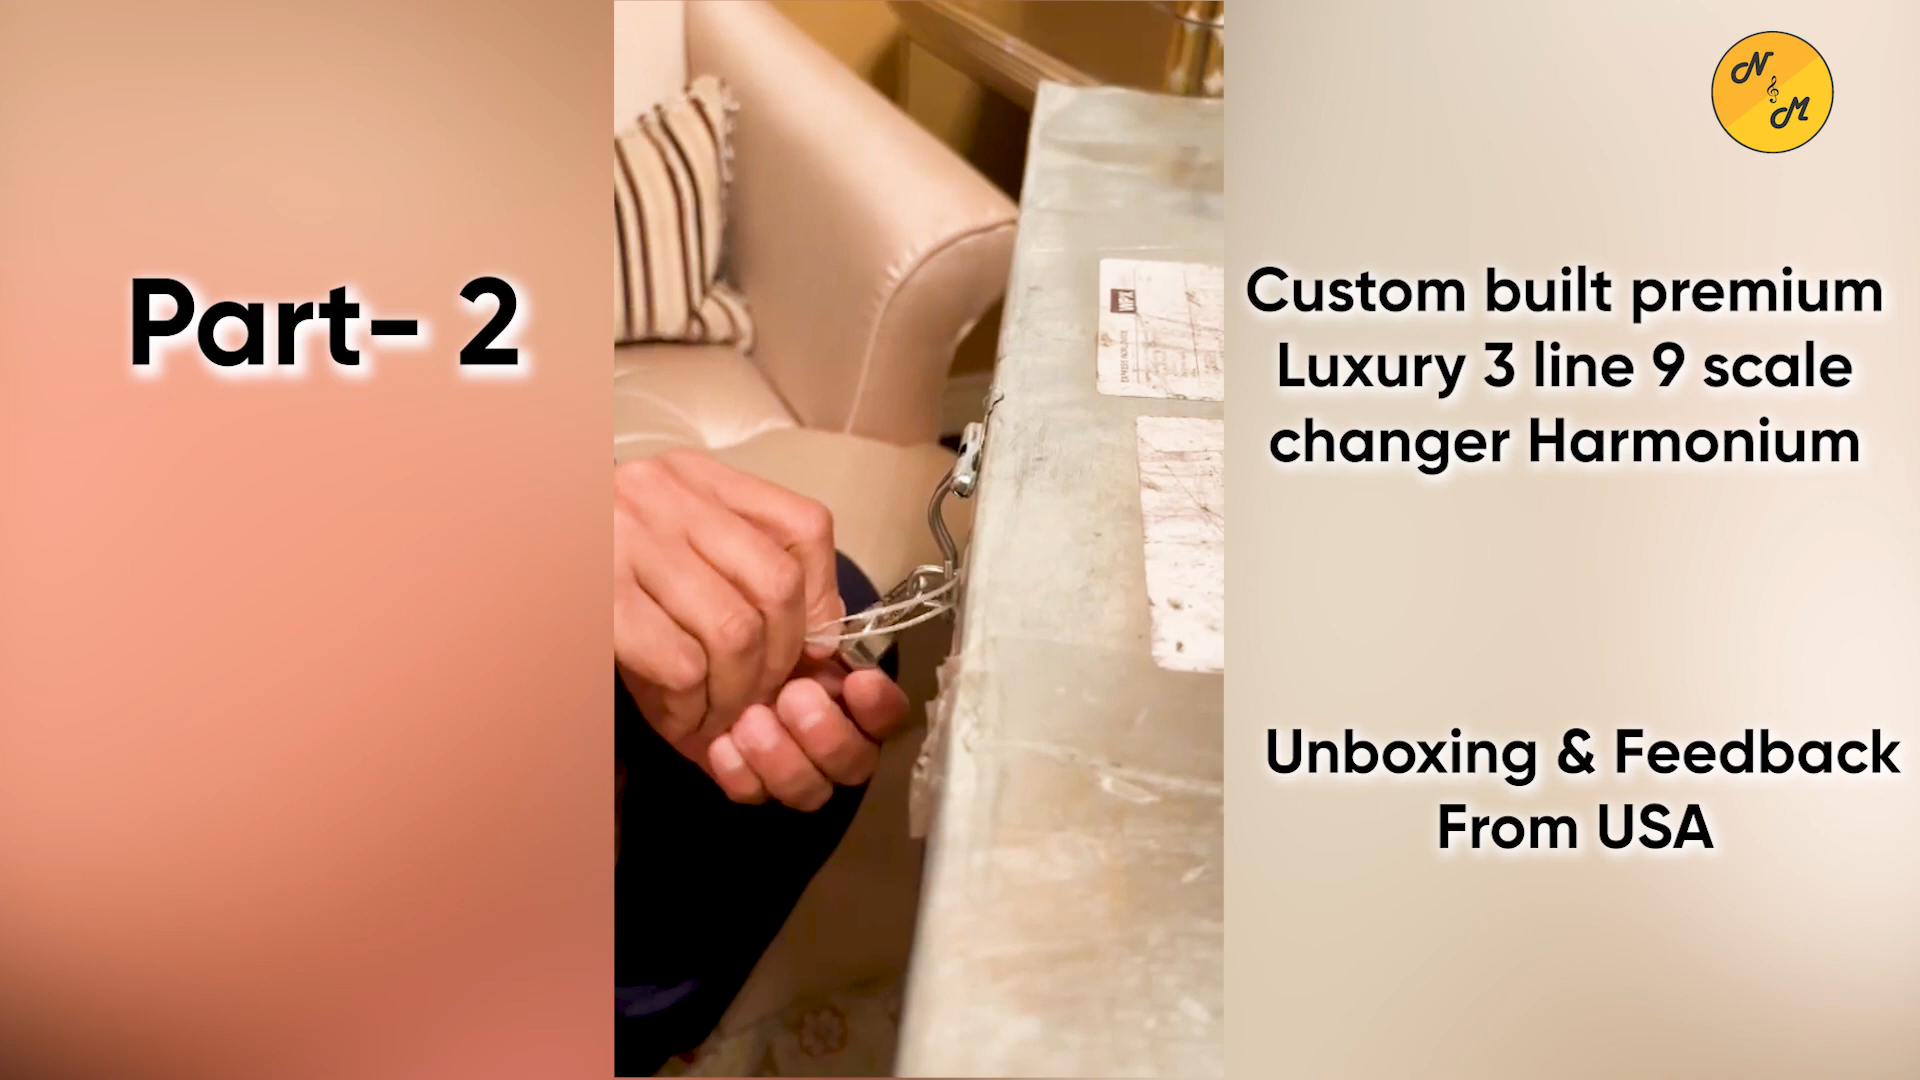 Part- 2
N
M
Custom built premium
Luxury 3 line 9 scale
changer Harmonium
Unboxing & Feedback
From USA